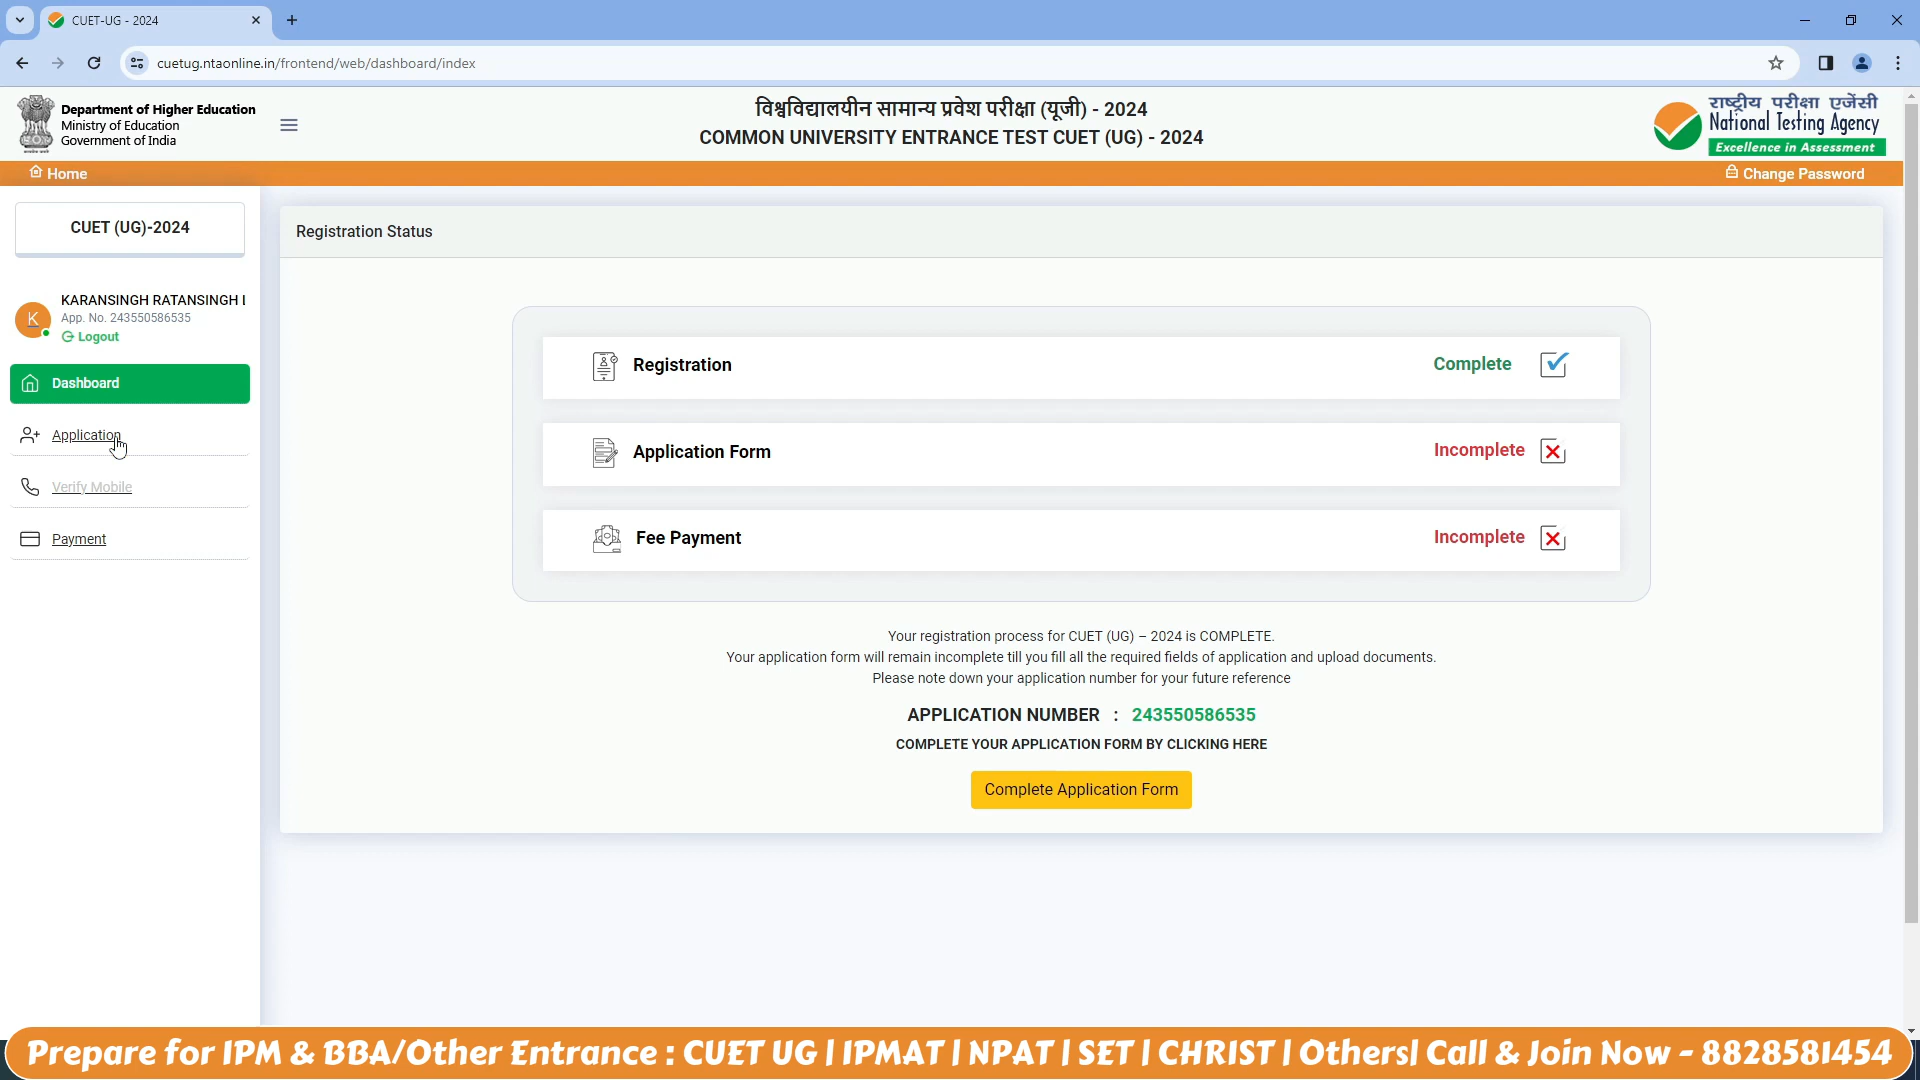 CUET-UG - 2024
cuetug.ntaonline.in/frontend/web/dashboard/index
Department of Higher Education
Ministry of Education
Government of India
विश्वविद्यालयीन सामान्य प्रवेश परीक्षा (यूजी) - 2024
COMMON UNIVERSITY ENTRANCE TEST CUET (UG) - 2024
राष्ट्रीय परीक्षा एजेंसी
National Testing Agency
Excellence in Assessment
Home
Change Password
CUET (UG)-2024
KARANSINGH RATANSINGH
K
App. No. 243550586535
Logout
Dashboard
Application
Verify Mobile
Payment
Registration Status
Registration Complete
Application Form Incomplete
Fee Payment Incomplete
Your registration process for CUET (UG) – 2024 is COMPLETE.
Your application form will remain incomplete till you fill all the required fields of application and upload documents.
Please note down your application number for your future reference
APPLICATION NUMBER : 243550586535
COMPLETE YOUR APPLICATION FORM BY CLICKING HERE
Complete Application Form
Prepare for IPM & BBA/Other Entrance : CUET UG | IPMAT | NPAT | SET | CHRIST | Others| Call & Join Now - 8828581454